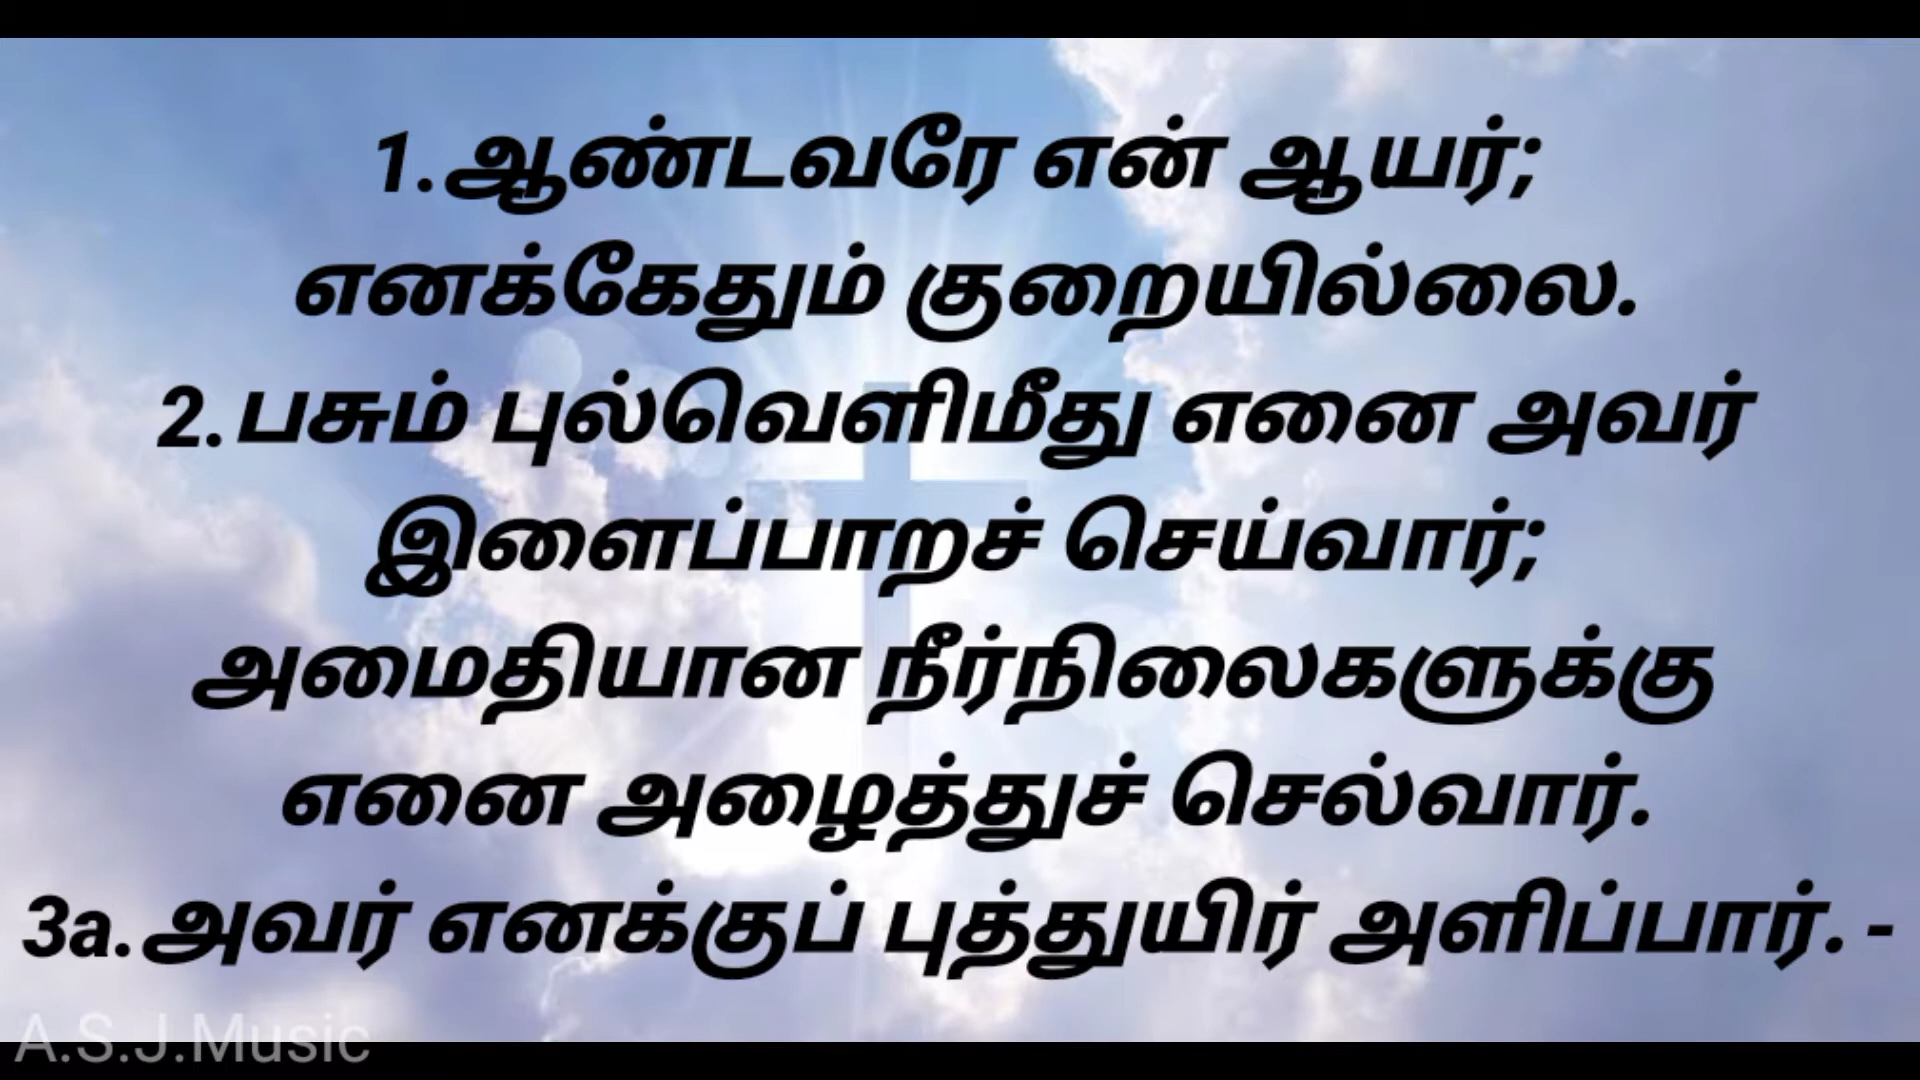 1.ஆண்டவரே என் ஆயர்;
எனக்கேதும் குறையில்லை.
2.பசும் புல்வெளிமீது எனை அவர்
இளைப்பாறச் செய்வார்;
அமைதியான நீர்நிலைகளுக்கு
எனை அழைத்துச் செல்வார்.
3a.அவர் எனக்குப் புத்துயிர் அளிப்பார். -
A.S.J.Music